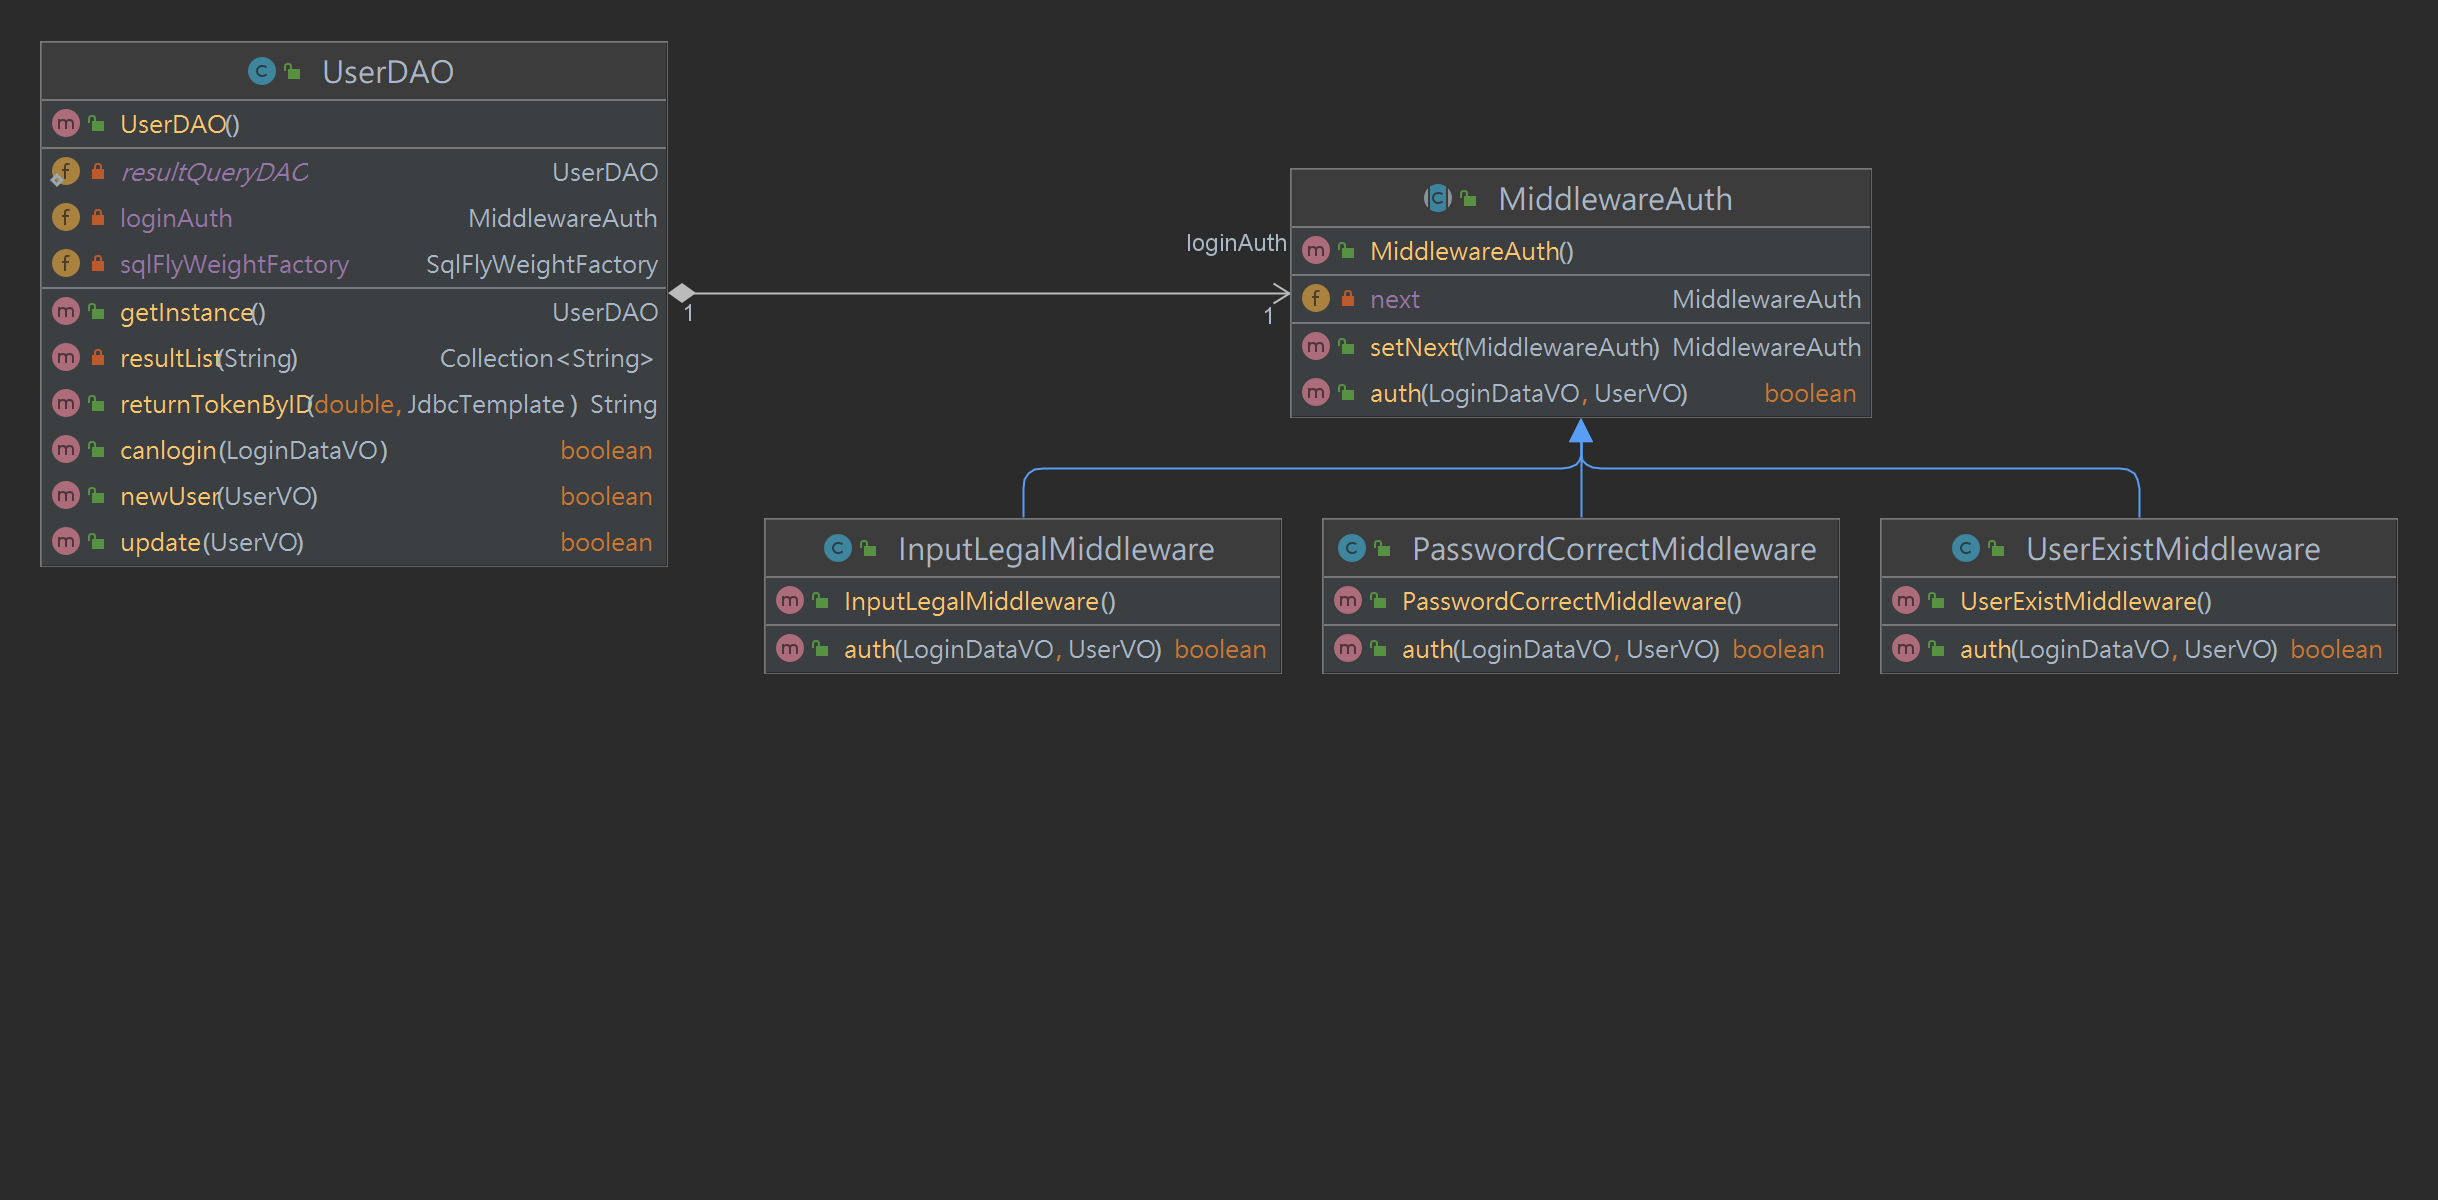 UserDAO
UserDAO()
resultQueryDAO UserDAO
loginAuth MiddlewareAuth
sqlFlyWeightFactory SqlFlyWeightFactory
getInstance() UserDAO
resultList(String) Collection<String>
returnTokenByID(double, JdbcTemplate) String
canlogin(LoginDataVO) boolean
newUser(UserVO) boolean
update(UserVO) boolean
1
loginAuth
1
MiddlewareAuth
MiddlewareAuth()
next MiddlewareAuth
setNext(MiddlewareAuth) MiddlewareAuth
auth(LoginDataVO, UserVO) boolean
InputLegalMiddleware
InputLegalMiddleware()
auth(LoginDataVO, UserVO) boolean
PasswordCorrectMiddleware
PasswordCorrectMiddleware()
auth(LoginDataVO, UserVO) boolean
UserExistMiddleware
UserExistMiddleware()
auth(LoginDataVO, UserVO) boolean